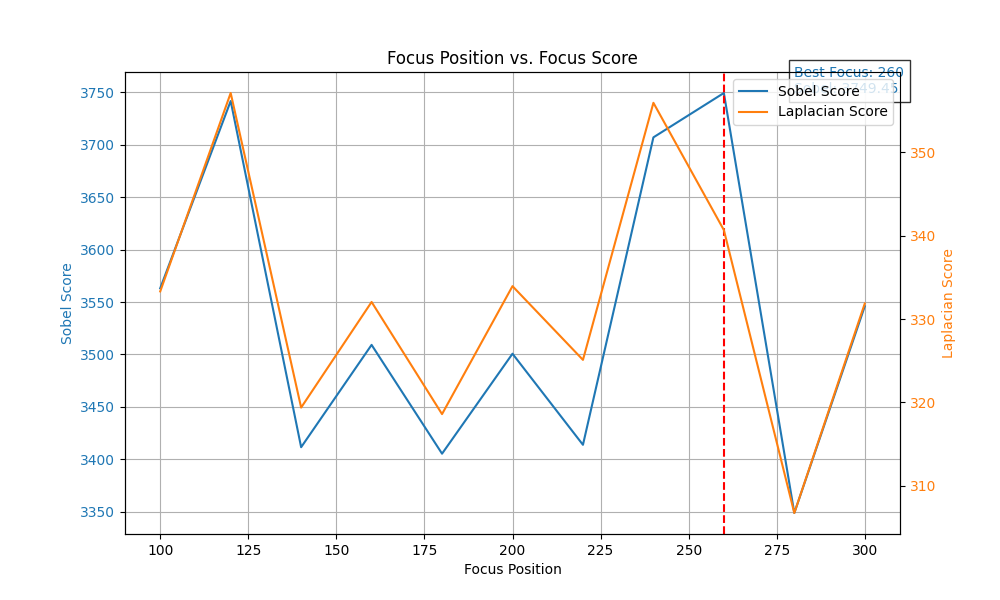 Focus Position vs. Focus Score
Best Focus: 260
Sobel Score
Laplacian Score
3750
3700
3650
3600
3550
3500
3450
3400
3350
Sobel Score
350
340
330
320
310
Laplacian Score
100 125 150 175 200 225 250 275 300
Focus Position